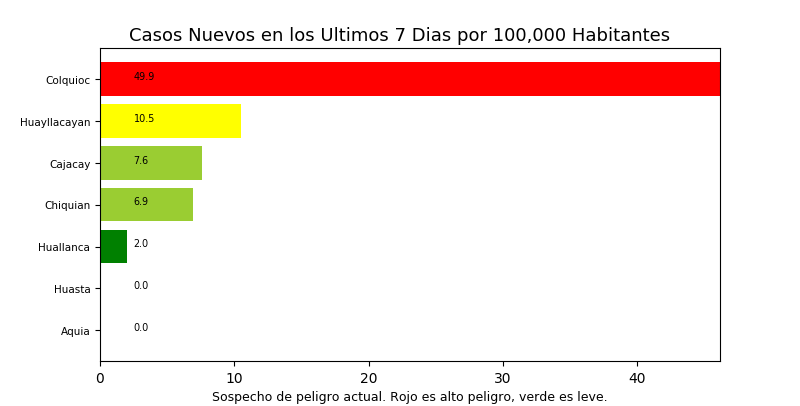 Casos Nuevos en los Ultimos 7 Dias por 100,000 Habitantes
Colquioc 49.9
Huayllacayan 10.5
Cajacay 7.6
Chiquian 6.9
Huallanca 2.0
Huasta 0.0
Aquia 0.0
0 10 20 30 40
Sospecho de peligro actual. Rojo es alto peligro, verde es leve.